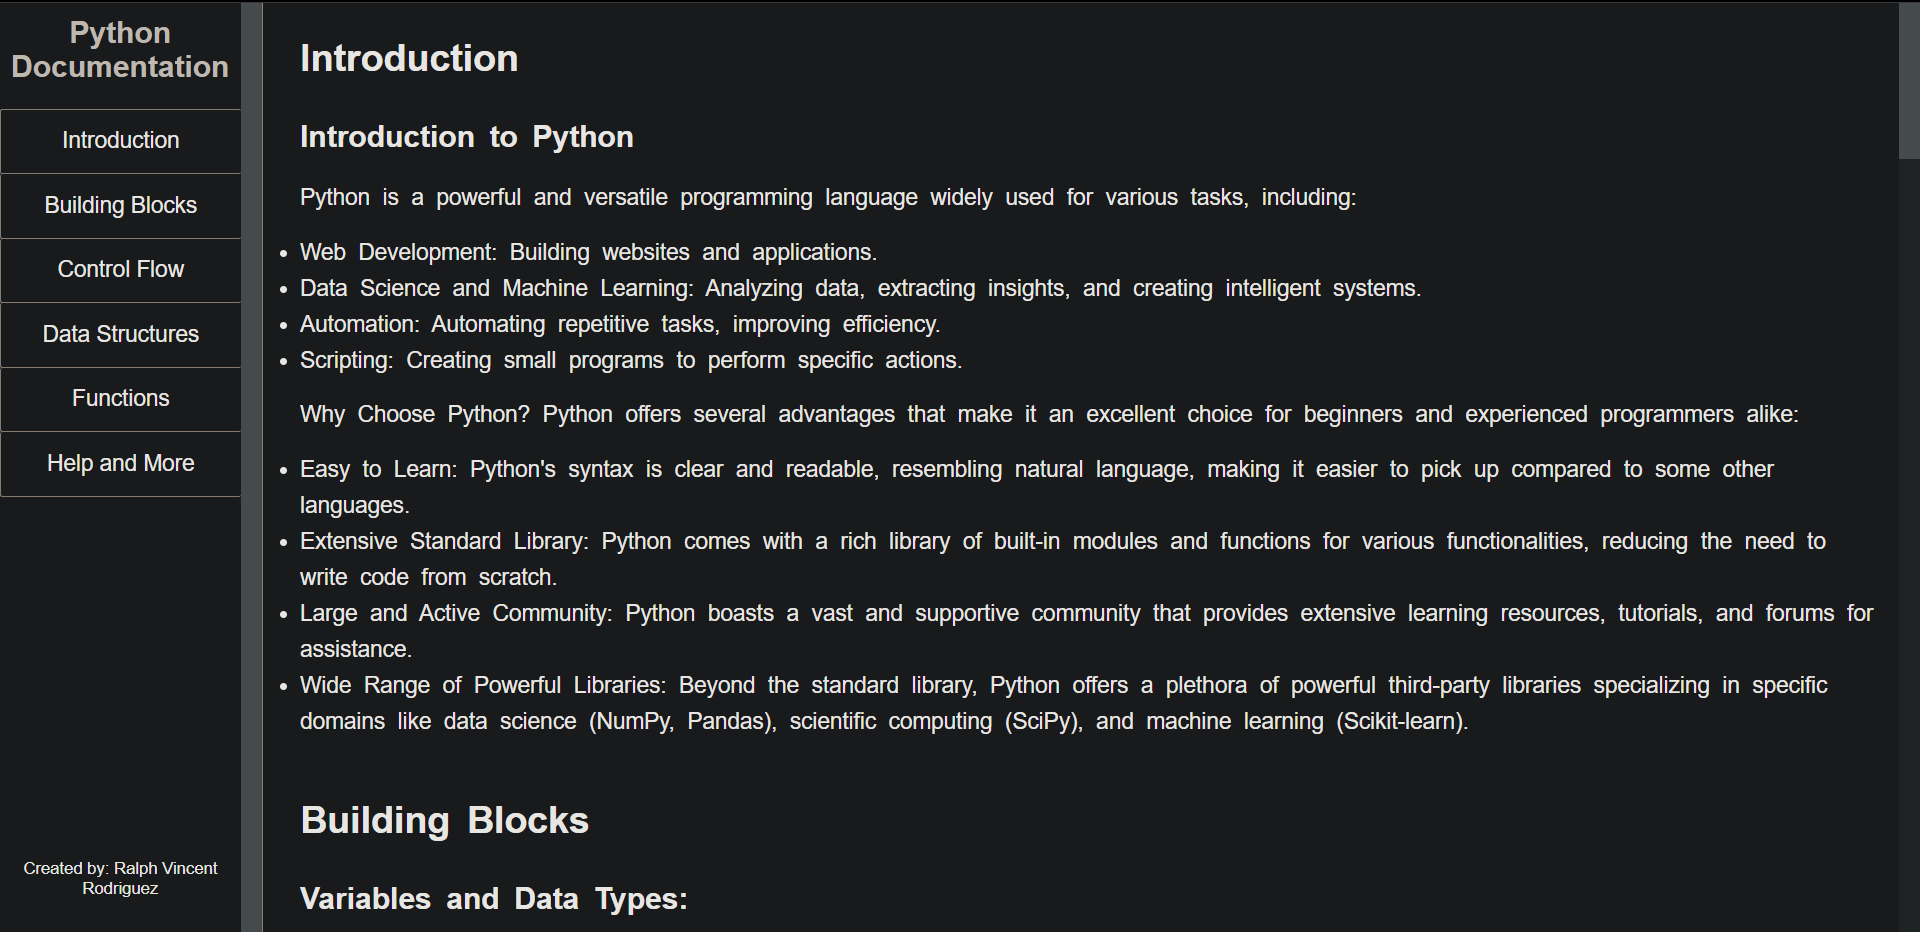 Python
Documentation
Introduction
Building Blocks
Control Flow
Data Structures
Functions
Help and More
Created by: Ralph Vincent
Rodriguez
Introduction
Introduction to Python
Python is a powerful and versatile programming language widely used for various tasks, including:
Web Development: Building websites and applications.
Data Science and Machine Learning: Analyzing data, extracting insights, and creating intelligent systems.
Automation: Automating repetitive tasks, improving efficiency.
Scripting: Creating small programs to perform specific actions.
Why Choose Python? Python offers several advantages that make it an excellent choice for beginners and experienced programmers alike:
Easy to Learn: Python's syntax is clear and readable, resembling natural language, making it easier to pick up compared to some other
languages.
Extensive Standard Library: Python comes with a rich library of built-in modules and functions for various functionalities, reducing the need to
write code from scratch.
Large and Active Community: Python boasts a vast and supportive community that provides extensive learning resources, tutorials, and forums for
assistance.
Wide Range of Powerful Libraries: Beyond the standard library, Python offers a plethora of powerful third-party libraries specializing in specific
domains like data science (NumPy, Pandas), scientific computing (SciPy), and machine learning (Scikit-learn).
Building Blocks
Variables and Data Types: